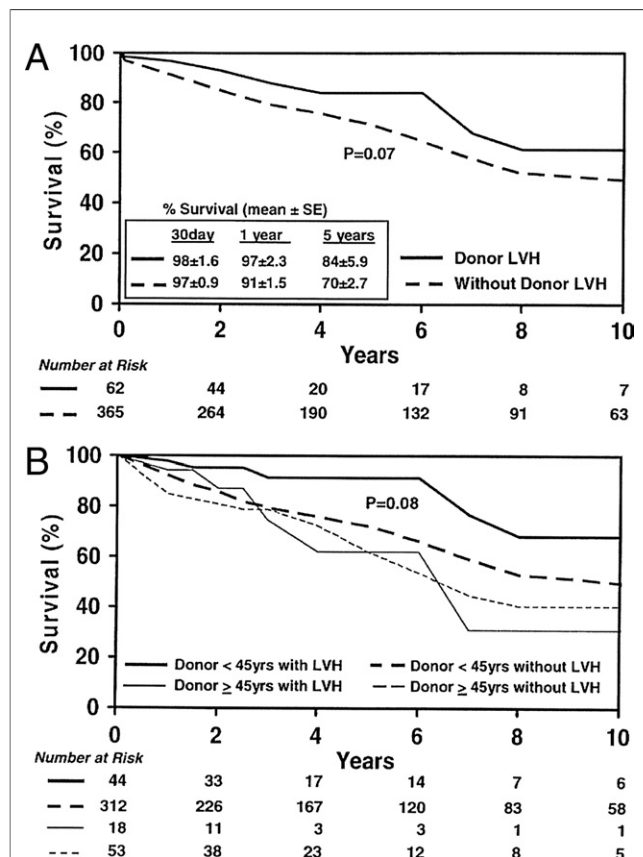 A
100
80
60
40
20
0
Survival (%)
P=0.07
% Survival (mean ± SE)
30day 1 year 5 years
98±1.6 97±2.3 84±5.9
97±0.9 91±1.5 70±2.7
Donor LVH
Without Donor LVH
0 2 4 6 8 10
Years
Number at Risk
62 44 20 17 8 7
365 264 190 132 91 63
B
100
80
60
40
20
0
Survival (%)
P=0.08
Donor < 45yrs with LVH Donor < 45yrs without LVH
Donor ≥ 45yrs with LVH Donor ≥ 45yrs without LVH
0 2 4 6 8 10
Years
Number at Risk
44 33 17 14 7 6
312 226 167 120 83 58
18 11 3 3 1 1
53 38 23 12 8 5